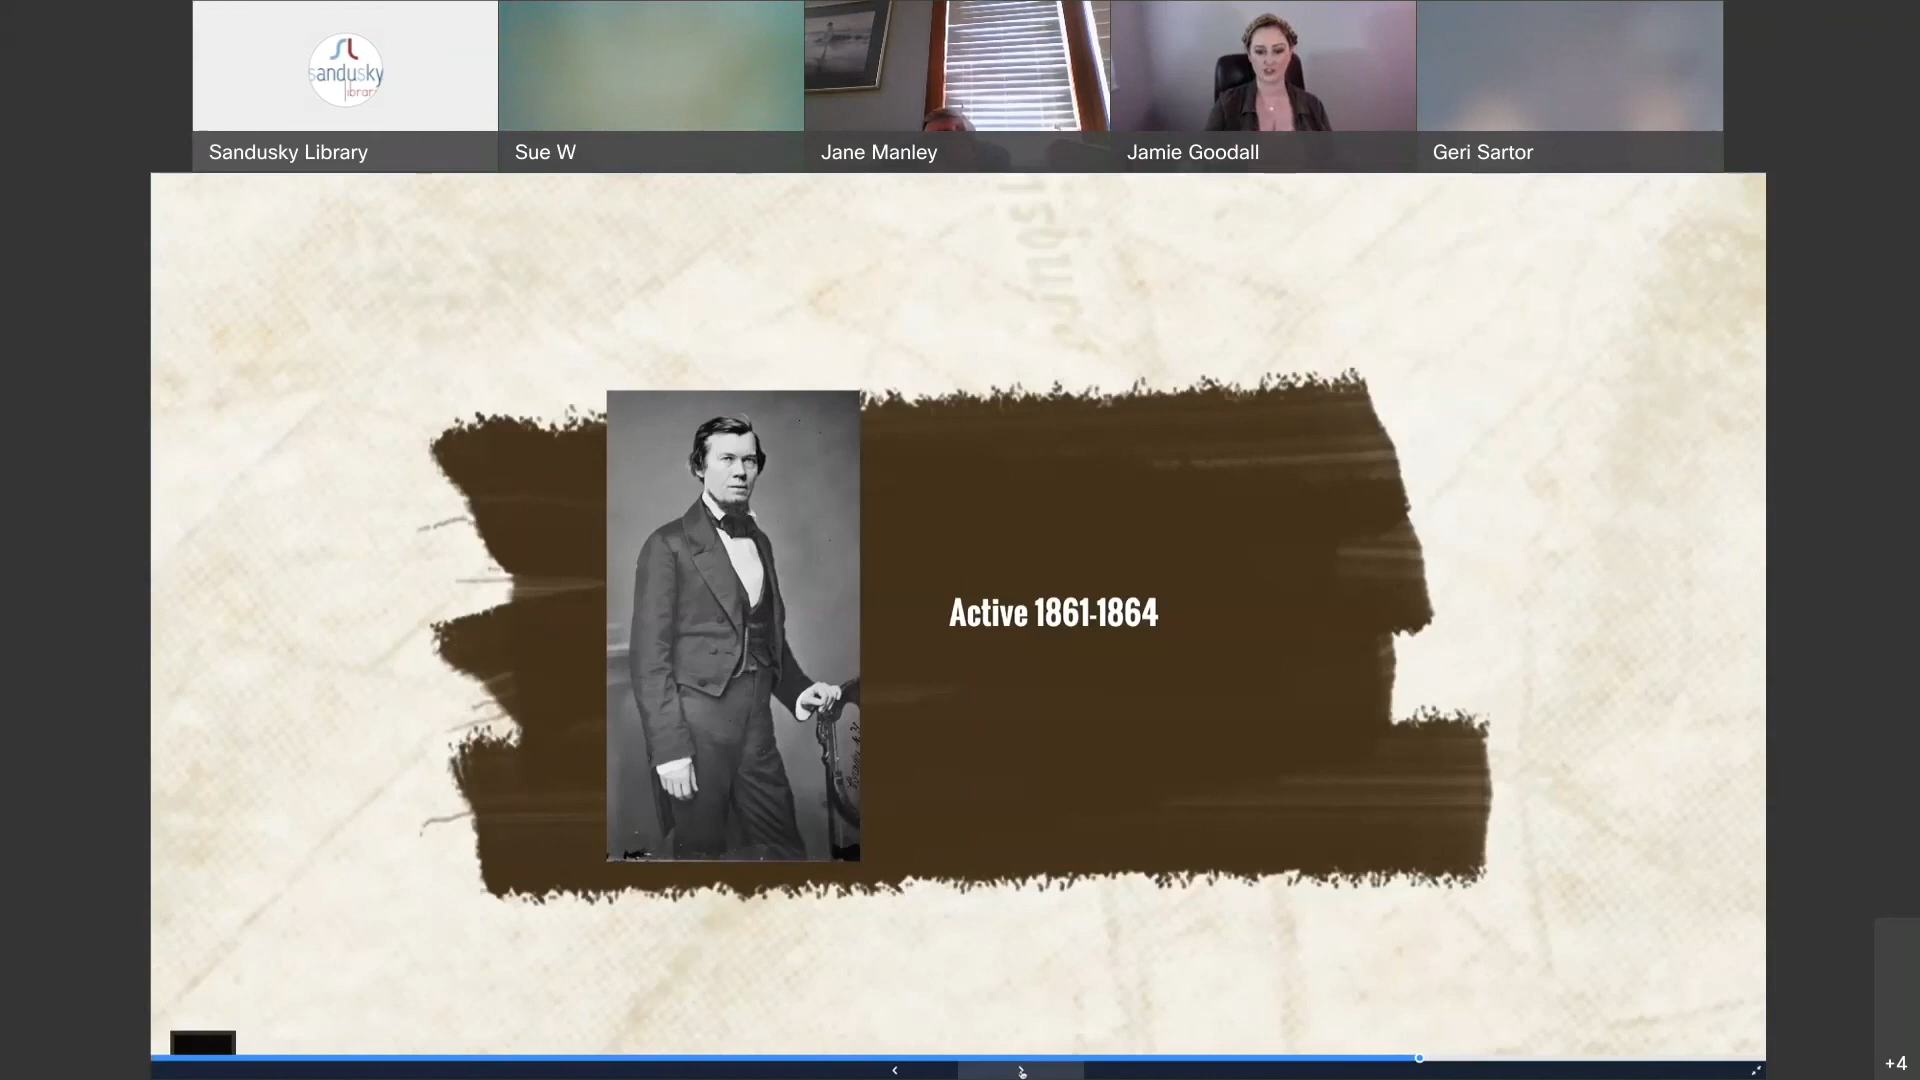 sandusky
library
Sandusky Library
Sue W
Jane Manley
Jamie Goodall
Geri Sartor
Active 1861-1864
+4